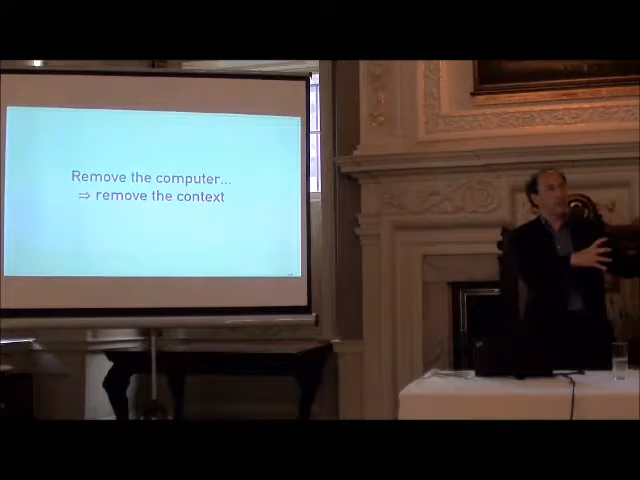 Remove the computer...
⇒ remove the context